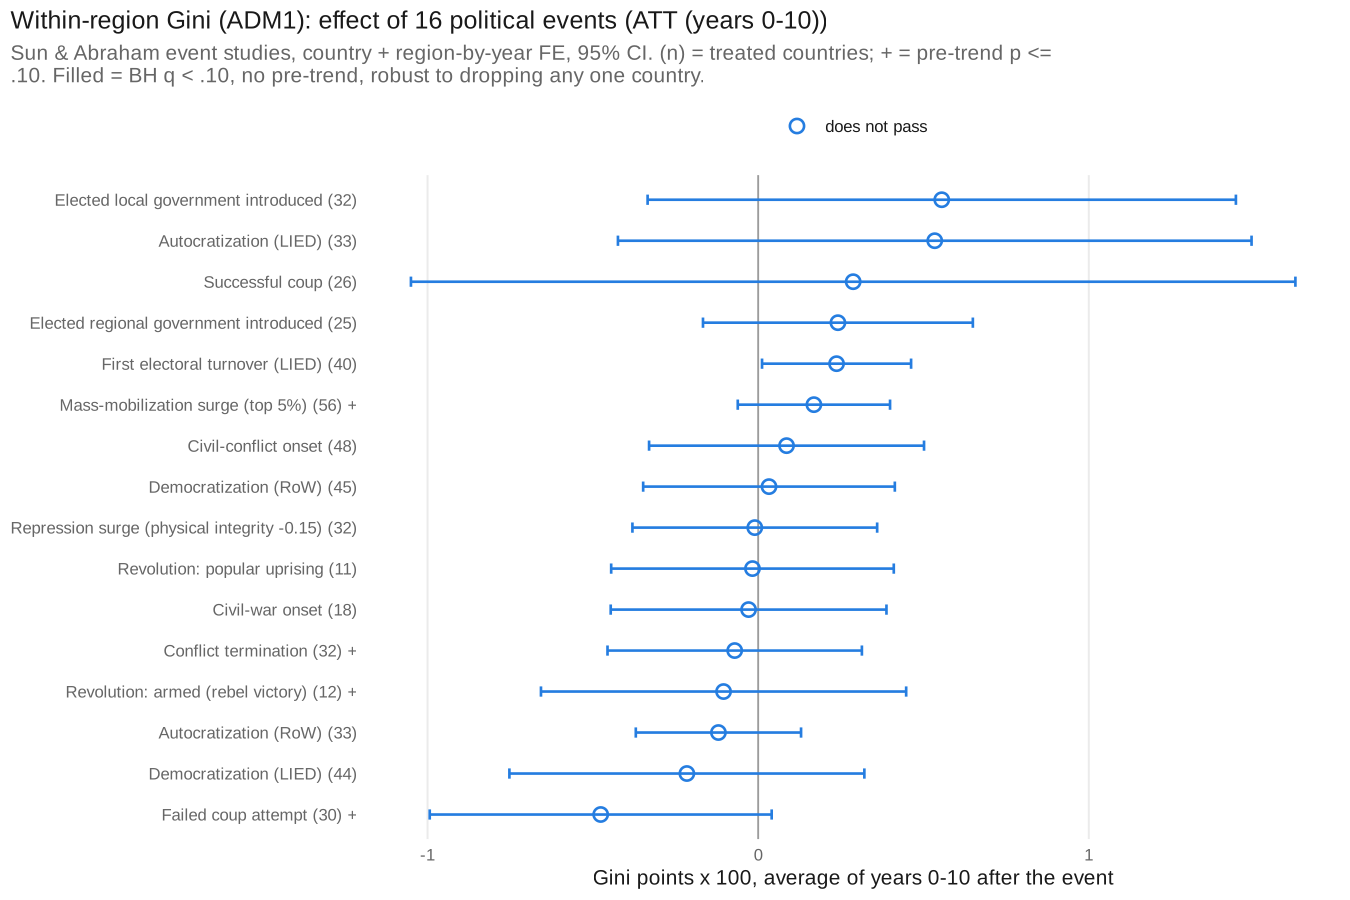 Within-region Gini (ADM1): effect of 16 political events (ATT (years 0-10))
Sun & Abraham event studies, country + region-by-year FE, 95% CI. (n) = treated countries; + = pre-trend p <=
.10. Filled = BH q < .10, no pre-trend, robust to dropping any one country.
does not pass
Elected local government introduced (32)
Autocratization (LIED) (33)
Successful coup (26)
Elected regional government introduced (25)
First electoral turnover (LIED) (40)
Mass-mobilization surge (top 5%) (56) +
Civil-conflict onset (48)
Democratization (RoW) (45)
Repression surge (physical integrity -0.15) (32)
Revolution: popular uprising (11)
Civil-war onset (18)
Conflict termination (32) +
Revolution: armed (rebel victory) (12) +
Autocratization (RoW) (33)
Democratization (LIED) (44)
Failed coup attempt (30) +
-1 0 1
Gini points x 100, average of years 0-10 after the event